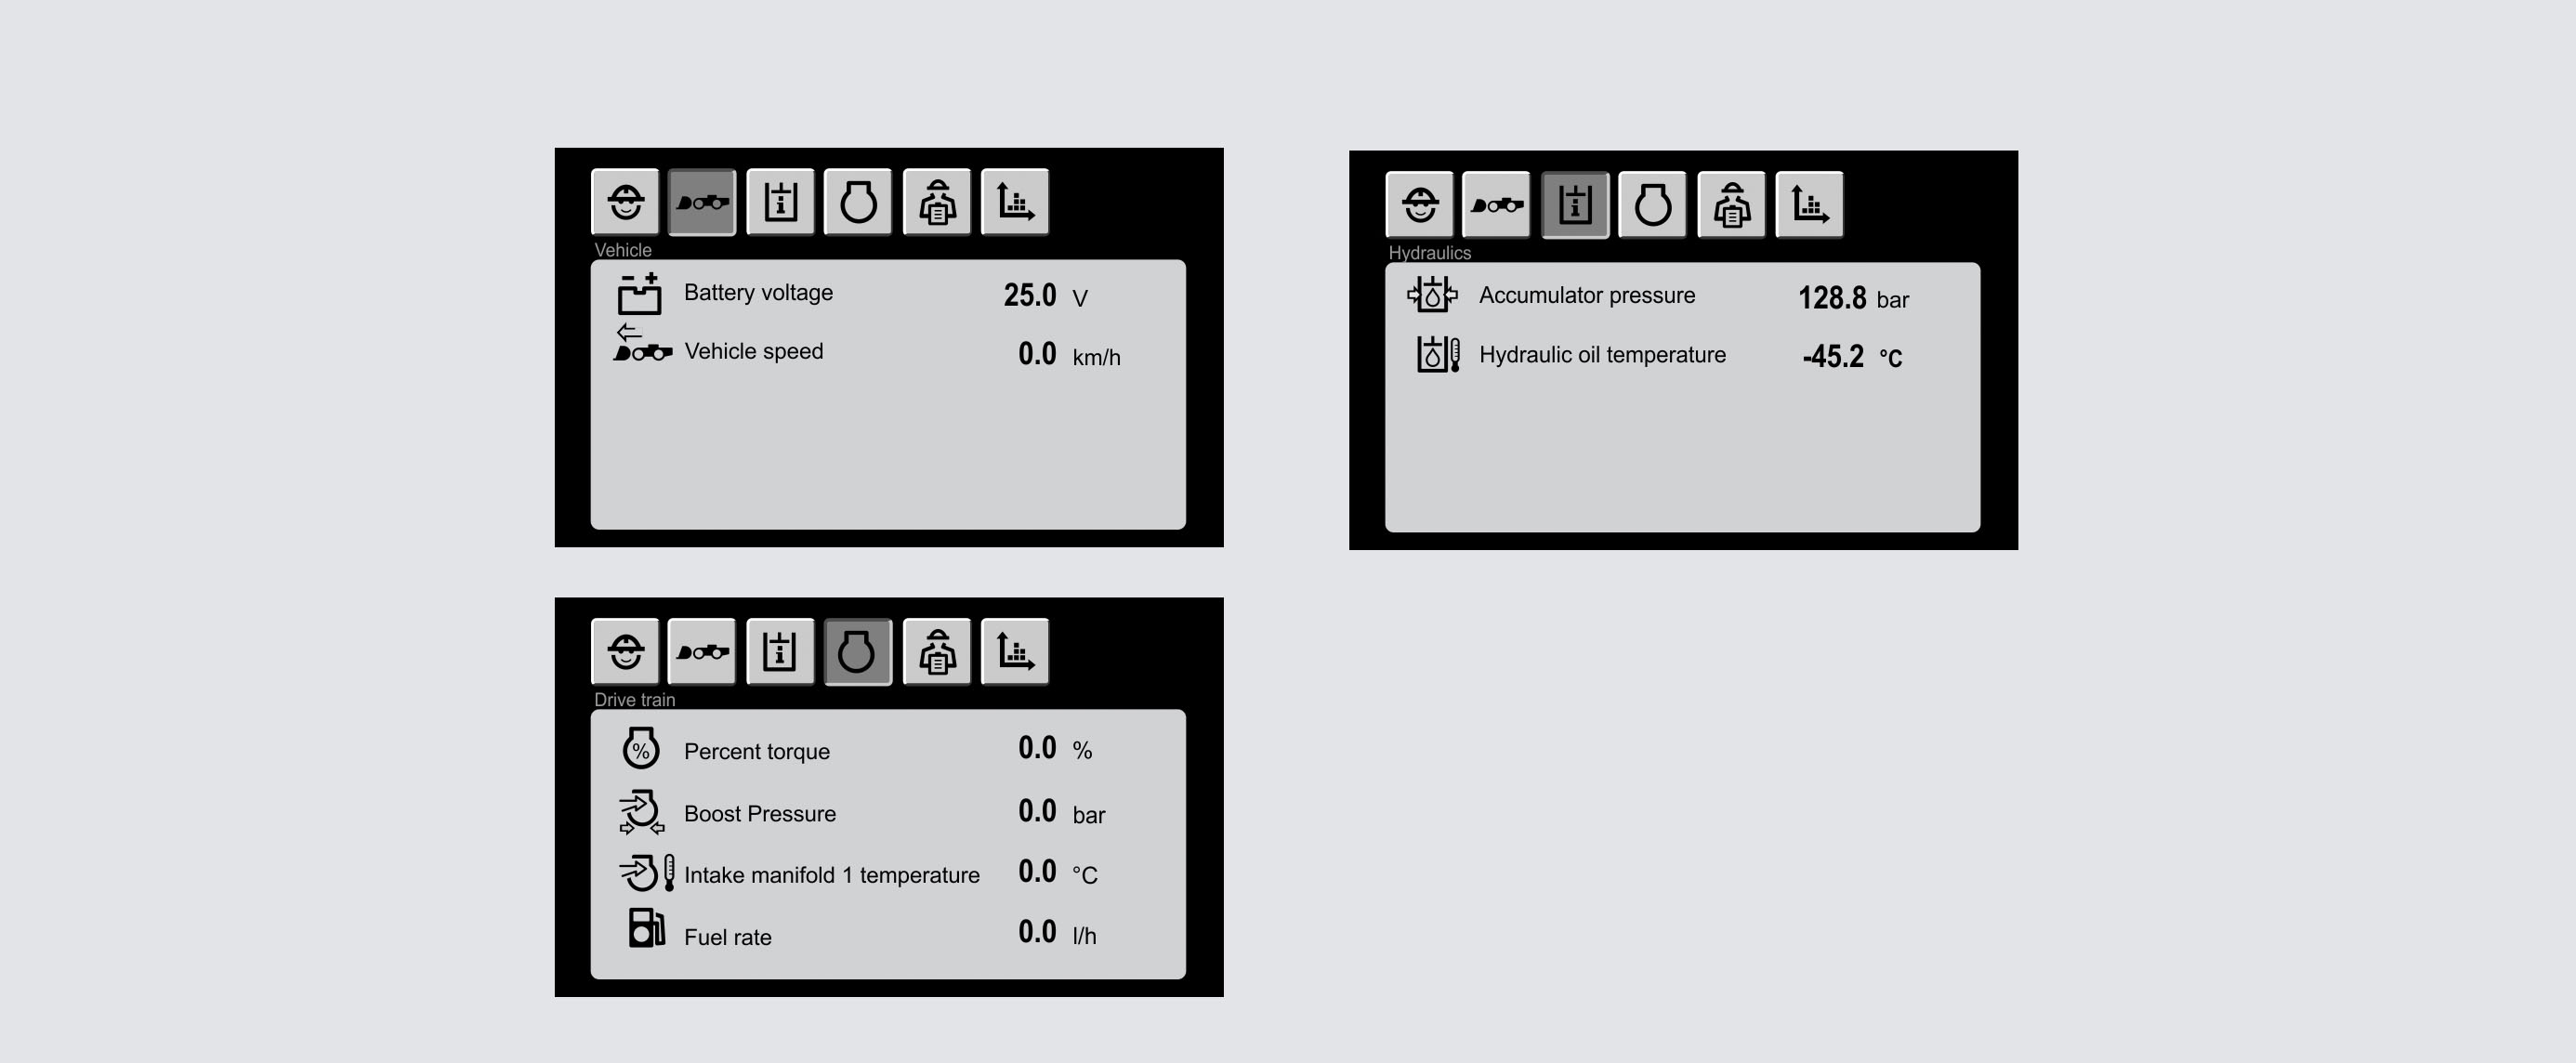 Vehicle
Battery voltage 25.0 V
Vehicle speed 0.0 km/h
Hydraulics
Accumulator pressure 128.8 bar
Hydraulic oil temperature -45.2 °C
Drive train
% Percent torque 0.0 %
Boost Pressure 0.0 bar
Intake manifold 1 temperature 0.0 °C
Fuel rate 0.0 l/h